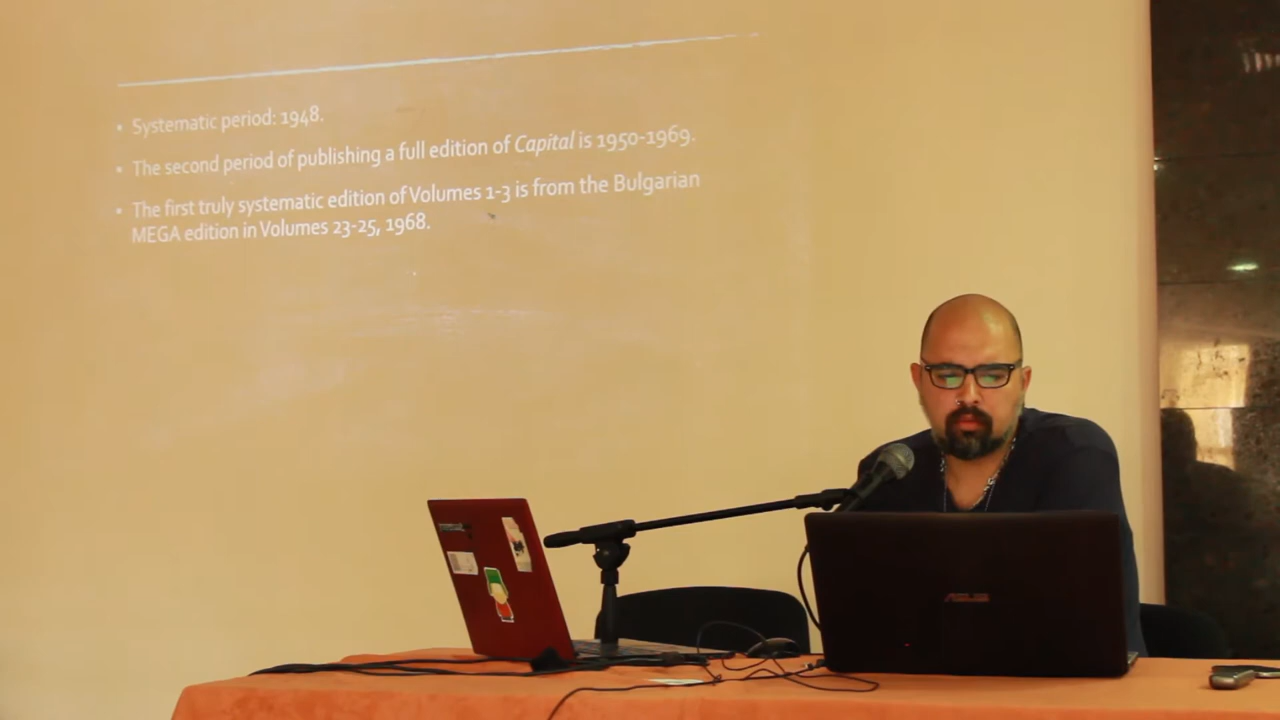 ▪ Systematic period: 1948.
▪ The second period of publishing a full edition of Capital is 1950-1969.
▪ The first truly systematic edition of Volumes 1-3 is from the Bulgarian
MEGA edition in Volumes 23-25, 1968.
ASUS